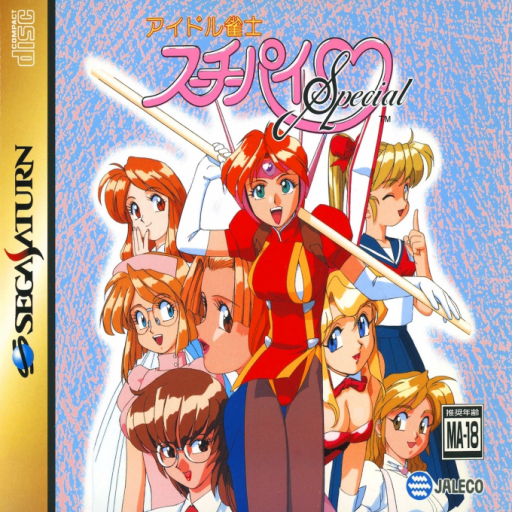 COMPACT
disc
SEGA SATURN
アイドル雀士
スーチーパイ
Special
TM
推奨年齢
MA-18
JALECO